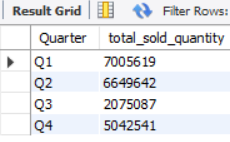 Result Grid Filter Rows:
Quarter total_sold_quantity
Q1 7005619
Q2 6649642
Q3 2075087
Q4 5042541